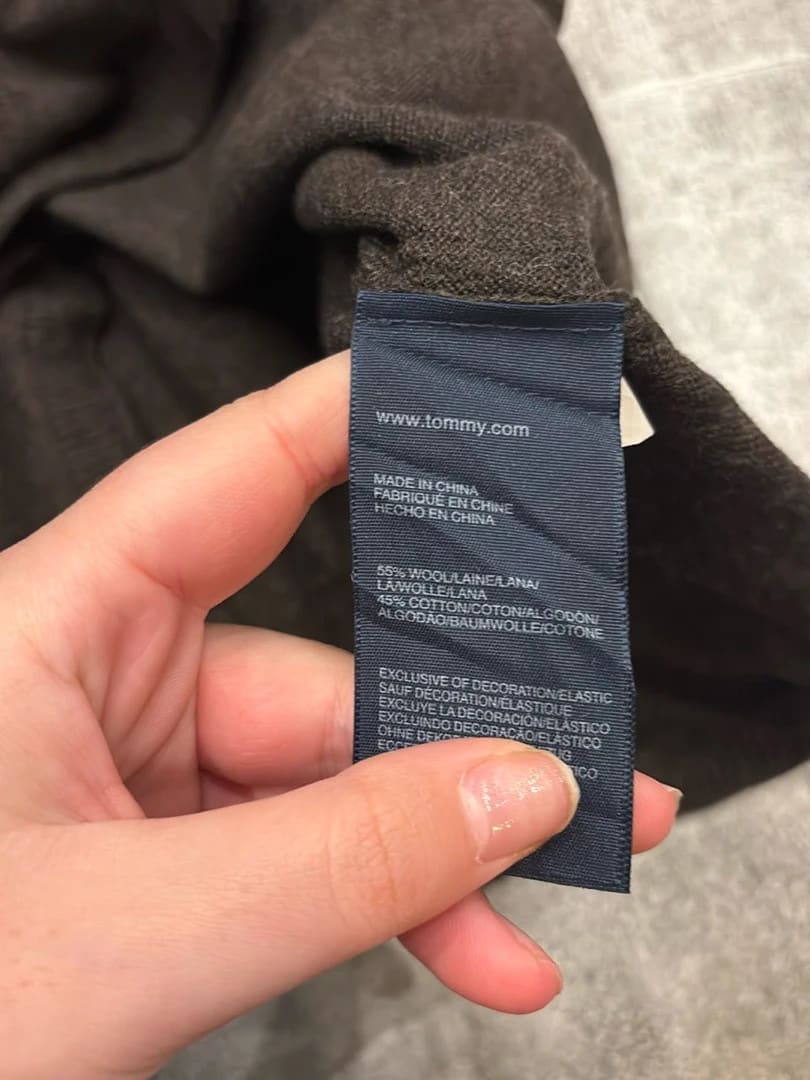 www.tommy.com
MADE IN CHINA
FABRIQUÉ EN CHINE
HECHO EN CHINA
55% WOOL/LAINE/LANA/
LÃ/WOLLE/LANA
45% COTTON/COTON/ALGODÓN/
ALGODÃO/BAUMWOLLE/COTONE
EXCLUSIVE OF DECORATION/ELASTIC
SAUF DÉCORATION/ÉLASTIQUE
EXCLUYE LA DECORACIÓN/ELÁSTICO
EXCLUINDO DECORAÇÃO/ELÁSTICO
OHNE